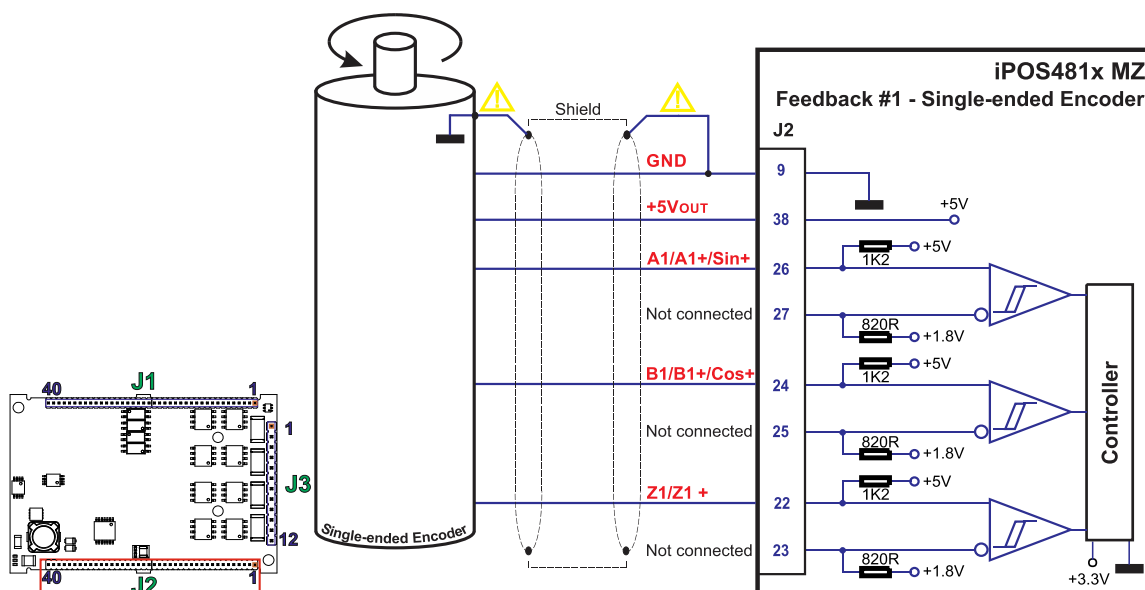 iPOS481x MZ
Feedback #1 - Single-ended Encoder
Shield
J2
GND
9
+5VOUT
38
+5V
A1/A1+/Sin+
26
+5V
1K2
Not connected
27
820R
+1.8V
B1/B1+/Cos+
24
+5V
1K2
Not connected
25
820R
+1.8V
Z1/Z1 +
22
+5V
1K2
Not connected
23
820R
+1.8V
Controller
+3.3V
Single-ended Encoder
40
J1
1
1
J3
12
40
J2
1